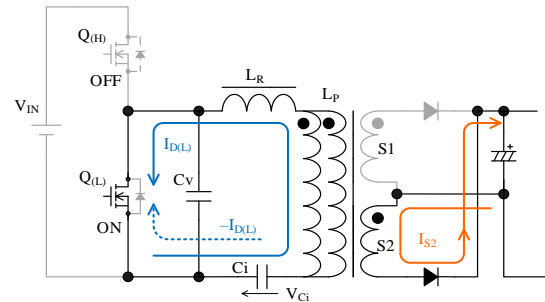 Q(H)
OFF
LR
LP
VIN
ID(L)
S1
Q(L)
Cv
+
ON
−ID(L)
S2
IS2
Ci
VCi